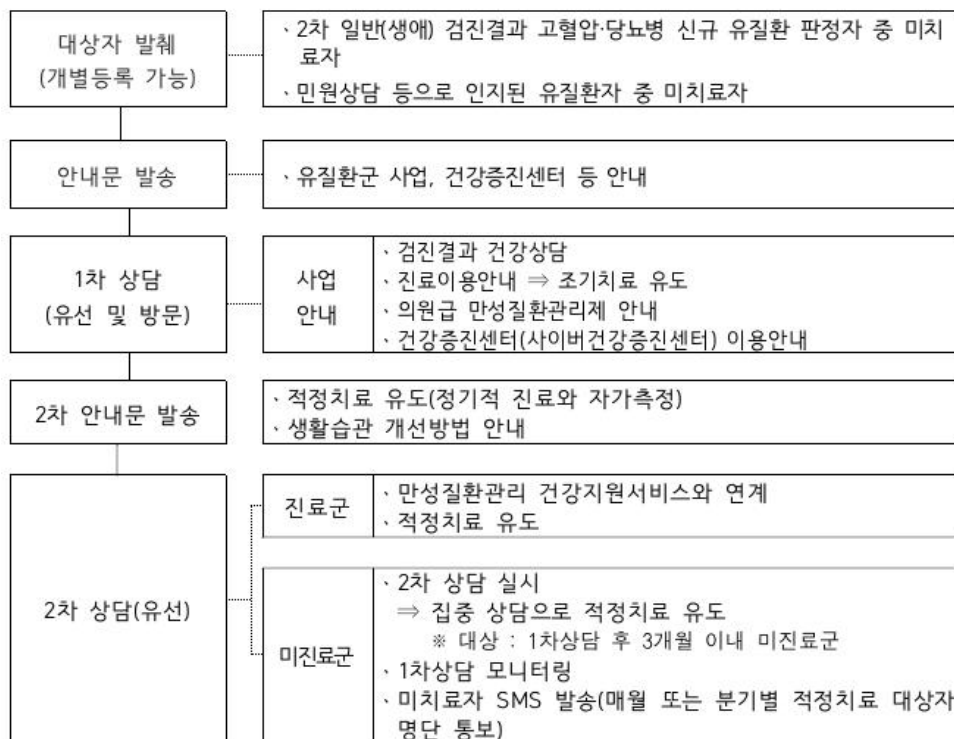 대상자 발췌
(개별등록 가능)
、2차 일반(생애) 검진결과 고혈압·당뇨병 신규 유질환 판정자 중 미치
료자
、민원상담 등으로 인지된 유질환자 중 미치료자
안내문 발송
、유질환군 사업, 건강증진센터 등 안내
1차 상담
(유선 및 방문)
사업
안내
、검진결과 건강상담
、진료이용안내 ⇒ 조기치료 유도
、의원급 만성질환관리제 안내
、건강증진센터(사이버건강증진센터) 이용안내
2차 안내문 발송
、적정치료 유도(정기적 진료와 자가측정)
、생활습관 개선방법 안내
2차 상담(유선)
진료군
、만성질환관리 건강지원서비스와 연계
、적정치료 유도
미진료군
、2차 상담 실시
⇒ 집중 상담으로 적정치료 유도
※ 대상 : 1차상담 후 3개월 이내 미진료군
、1차상담 모니터링
、미치료자 SMS 발송(매월 또는 분기별 적정치료 대상자
명단 통보)